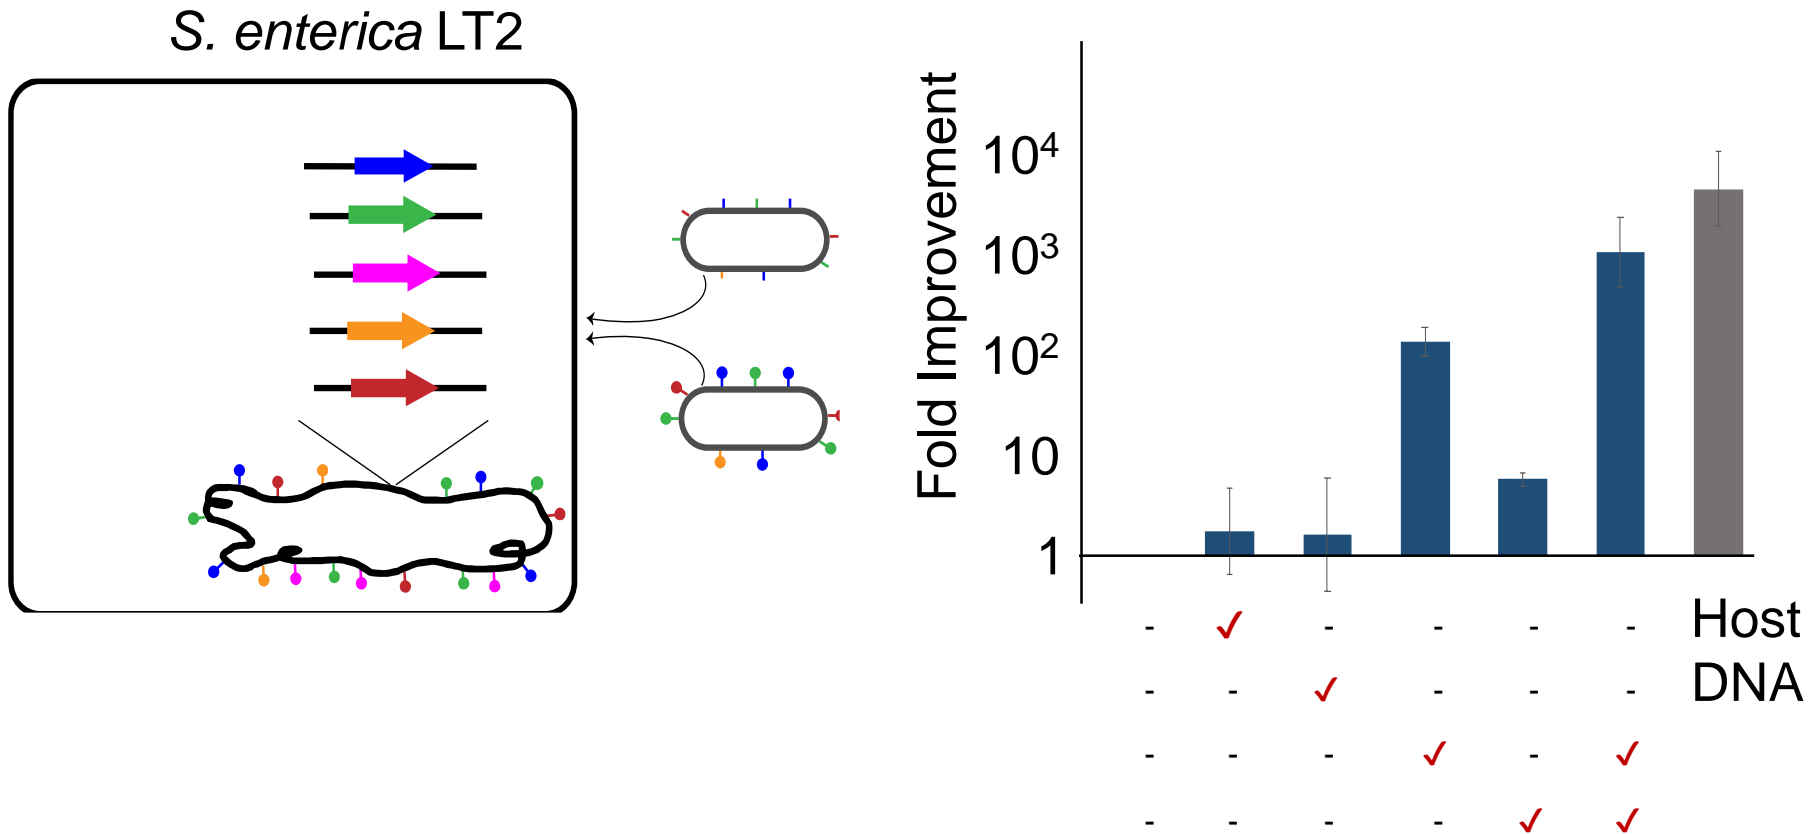 S. enterica LT2
Fold Improvement
10⁴
10³
10²
10
1
- ✓ - - - - Host
- - ✓ - - - DNA
- - - ✓ - ✓
- - - - ✓ ✓